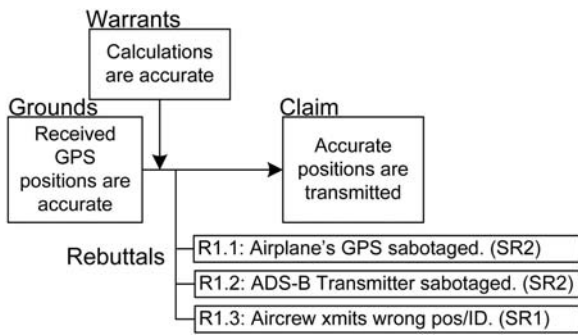 Warrants
Calculations
are accurate
Grounds
Received
GPS
positions are
accurate
Claim
Accurate
positions are
transmitted
Rebuttals
R1.1: Airplane's GPS sabotaged. (SR2)
R1.2: ADS-B Transmitter sabotaged. (SR2)
R1.3: Aircrew xmits wrong pos/ID. (SR1)